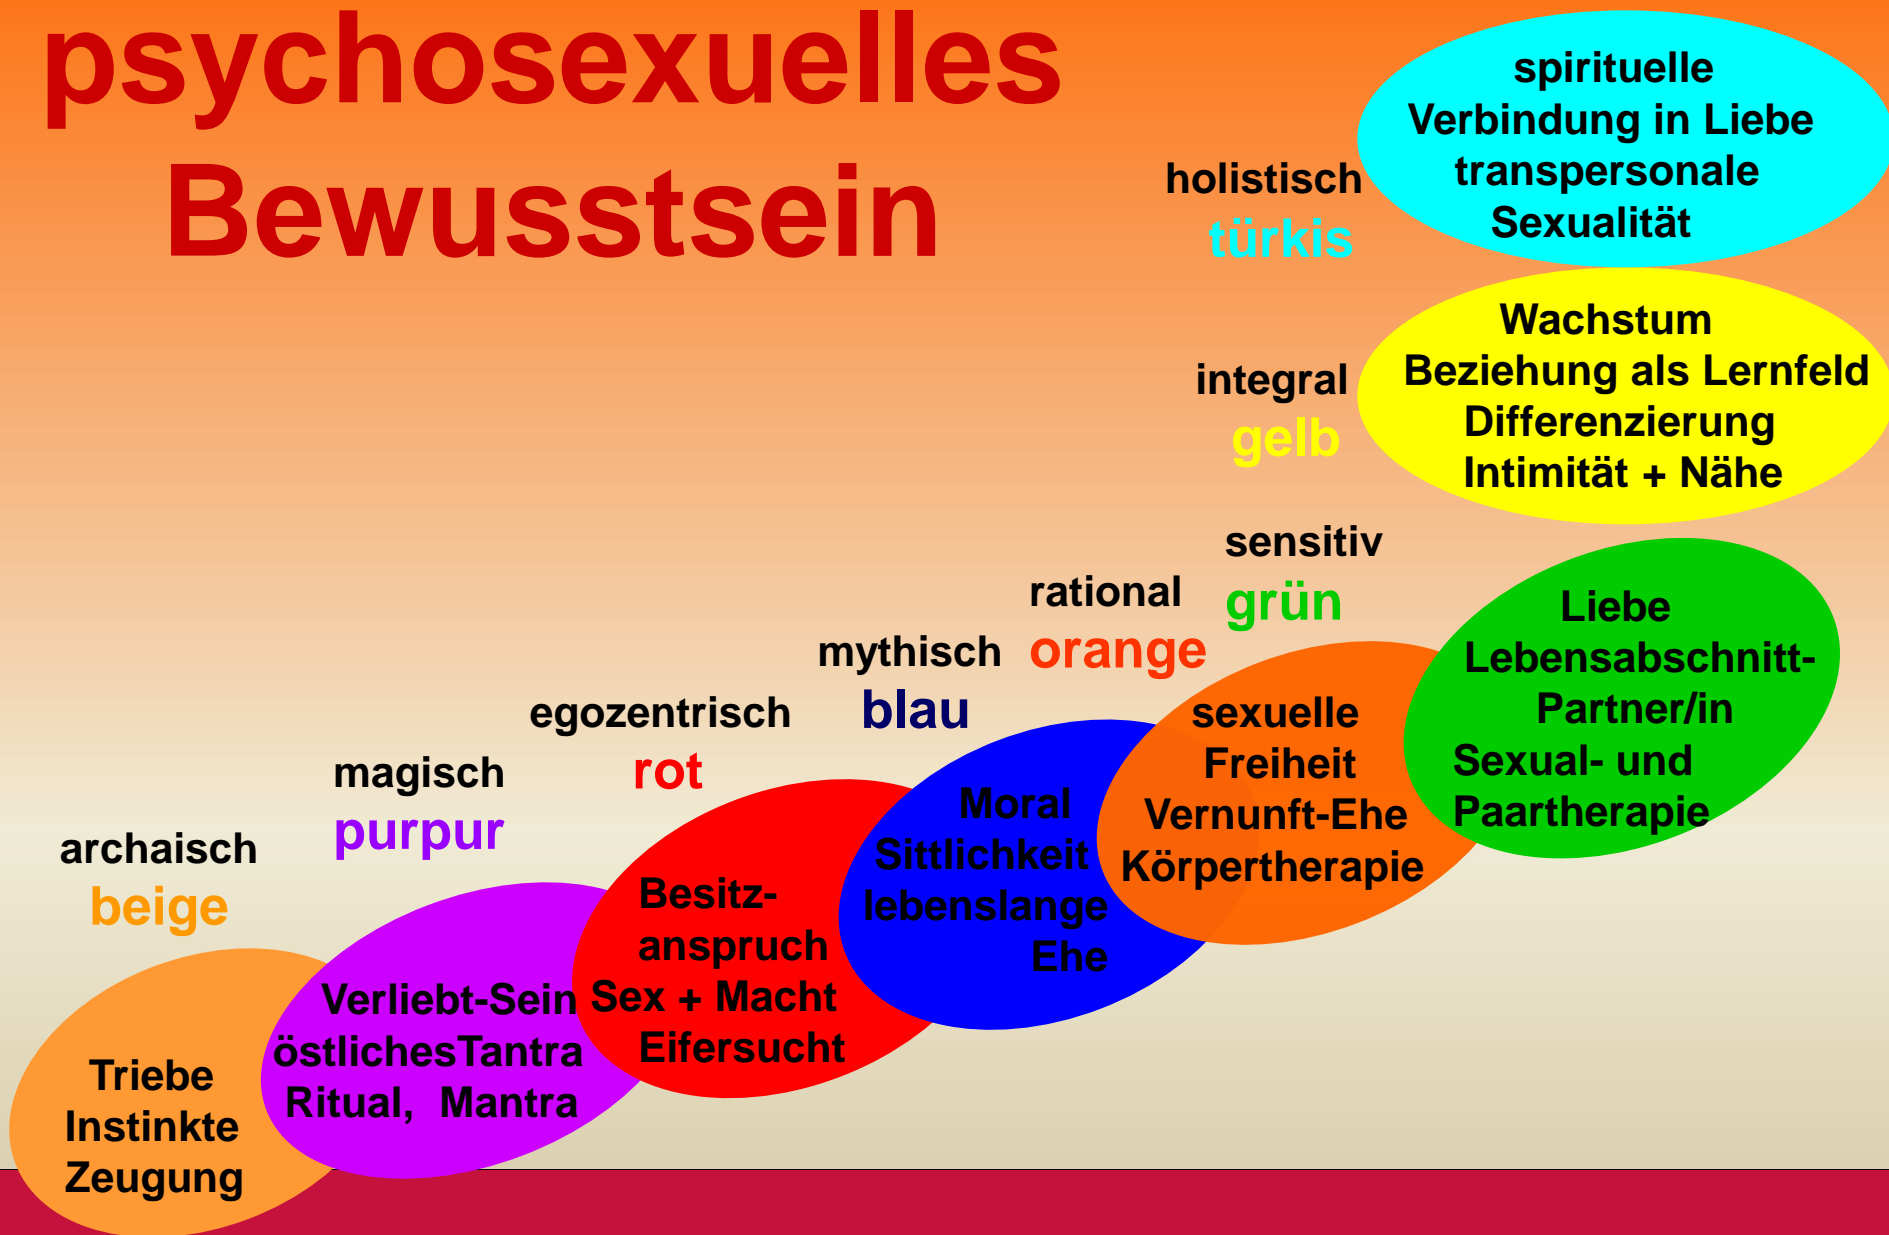 psychosexuelles
Bewusstsein
spirituelle
Verbindung in Liebe
transpersonale
Sexualität
holistisch
türkis
Wachstum
Beziehung als Lernfeld
Differenzierung
Intimität + Nähe
integral
gelb
sensitiv
grün
Liebe
Lebensabschnitt-
Partner/in
Sexual- und
Paartherapie
rational
orange
sexuelle
Freiheit
Vernunft-Ehe
Körpertherapie
mythisch
blau
Moral
Sittlichkeit
lebenslange
Ehe
egozentrisch
rot
Besitz-
anspruch
Sex + Macht
Eifersucht
magisch
purpur
Verliebt-Sein
östlichesTantra
Ritual, Mantra
archaisch
beige
Triebe
Instinkte
Zeugung